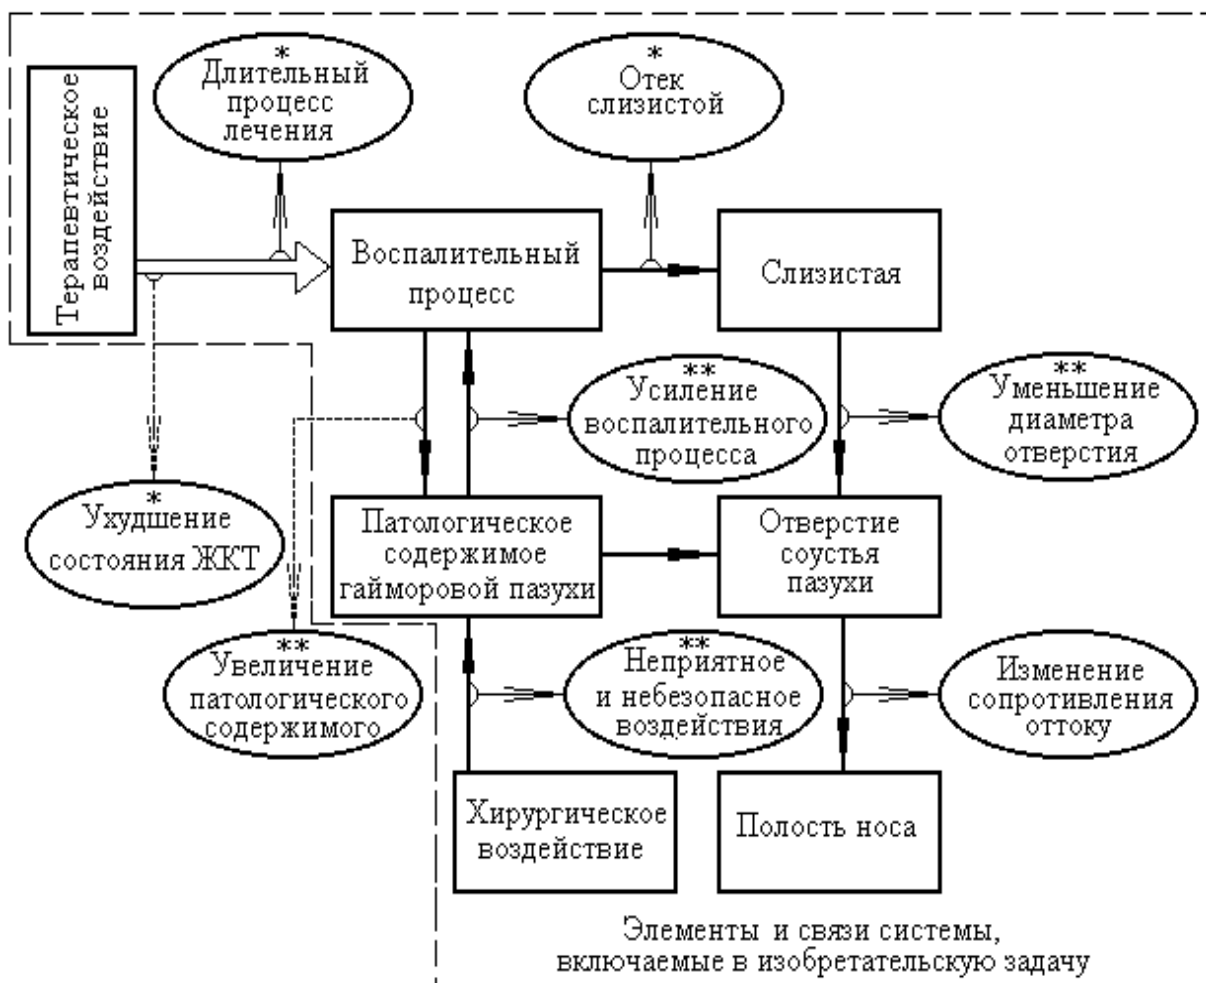 *
Длительный
процесс
лечения
*
Отек
слизистой
Терапевтическое
воздействие
Воспалительный
процесс
Слизистая
**
Усиление
воспалительного
процесса
**
Уменьшение
диаметра
отверстия
*
Ухудшение
состояния ЖКТ
Патологическое
содержимое
гайморовой пазухи
Отверстие
соустья
пазухи
**
Увеличение
патологического
содержимого
**
Неприятное
и небезопасное
воздействия
Изменение
сопротивления
оттоку
Хирургическое
воздействие
Полость носа
Элементы и связи системы,
включаемые в изобретательскую задачу